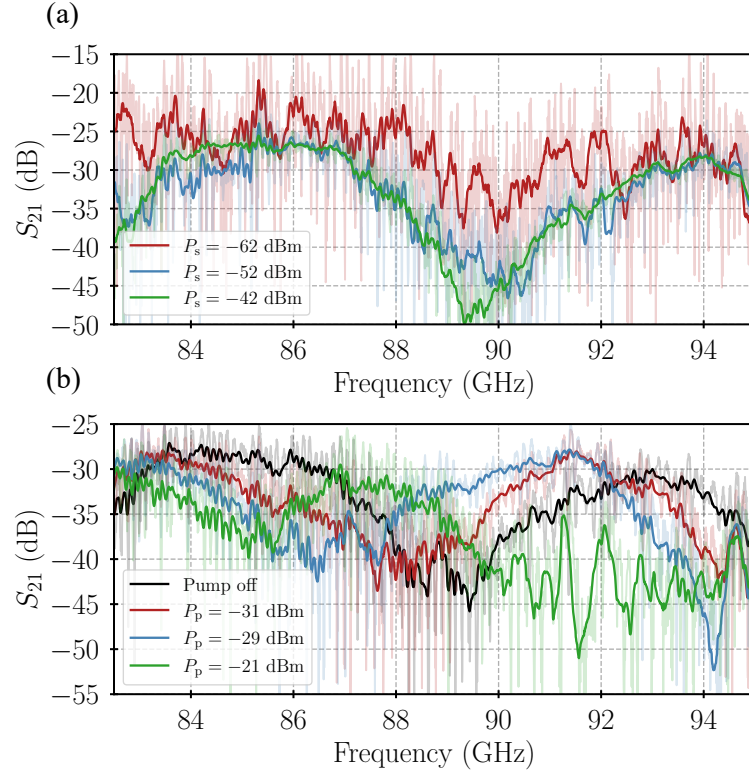 (a)
−15
−20
−25
−30
−35
−40
−45
−50
S21 (dB)
Ps = −62 dBm
Ps = −52 dBm
Ps = −42 dBm
84 86 88 90 92 94
Frequency (GHz)
(b)
−25
−30
−35
−40
−45
−50
−55
S21 (dB)
Pump off
Pp = −31 dBm
Pp = −29 dBm
Pp = −21 dBm
84 86 88 90 92 94
Frequency (GHz)